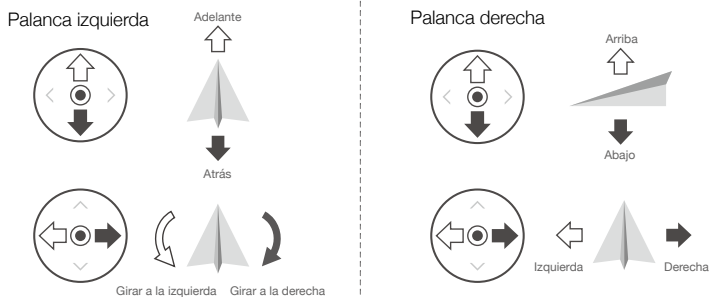 Palanca izquierda
Adelante
Atrás
Girar a la izquierda
Girar a la derecha
Palanca derecha
Arriba
Abajo
Izquierda
Derecha